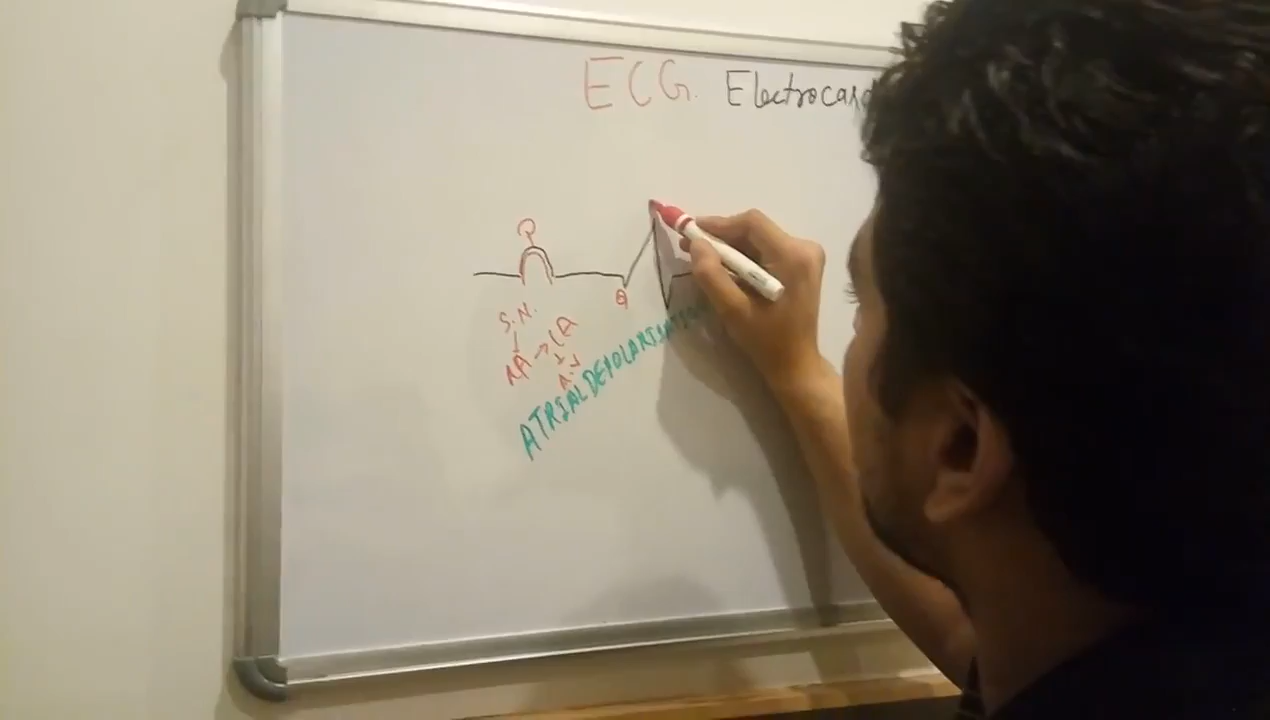 ECG. Electrocard
P
Q
S.N.
RA → LA
A.V
ATRIAL DEPOLARISATION